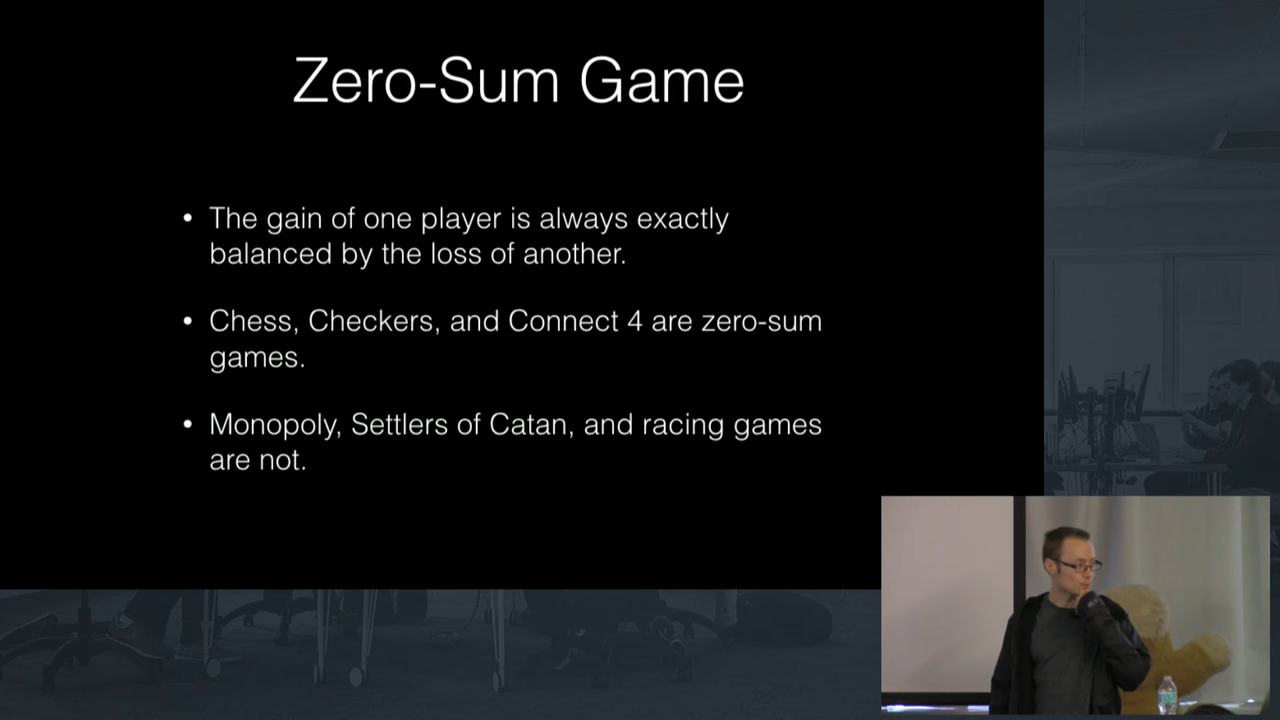 Zero-Sum Game
• The gain of one player is always exactly
balanced by the loss of another.
• Chess, Checkers, and Connect 4 are zero-sum
games.
• Monopoly, Settlers of Catan, and racing games
are not.